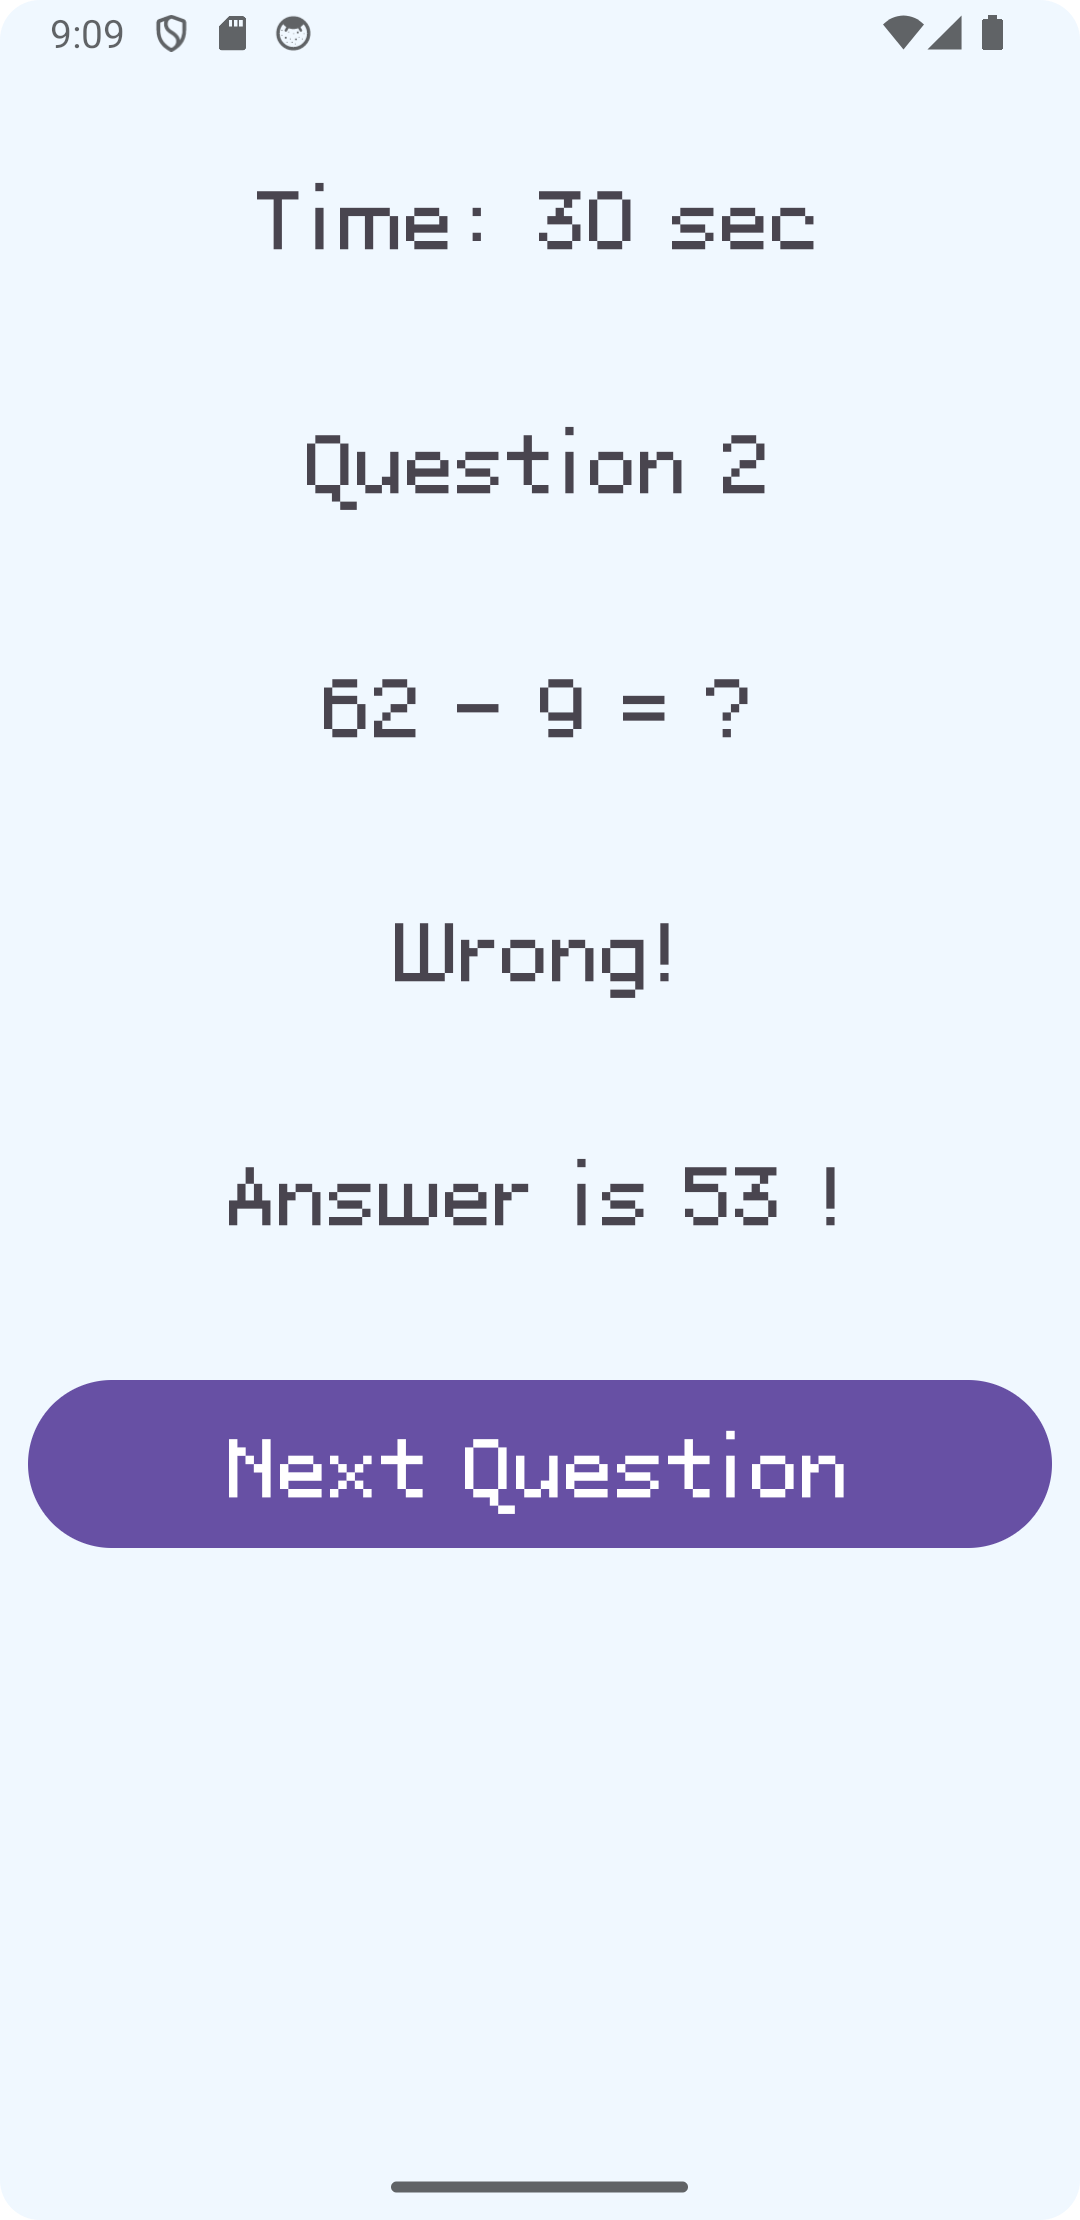 9:09
Time: 30 sec
Question 2
62 - 9 = ?
Wrong!
Answer is 53 !
Next Question